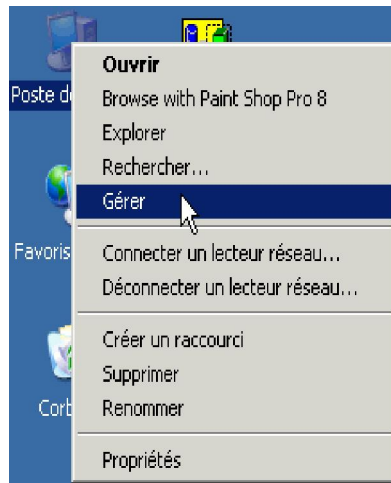 Ouvrir
Poste d
Browse with Paint Shop Pro 8
Explorer
Rechercher...
Gérer
Favoris
Connecter un lecteur réseau...
Déconnecter un lecteur réseau...
Créer un raccourci
Supprimer
Corb
Renommer
Propriétés